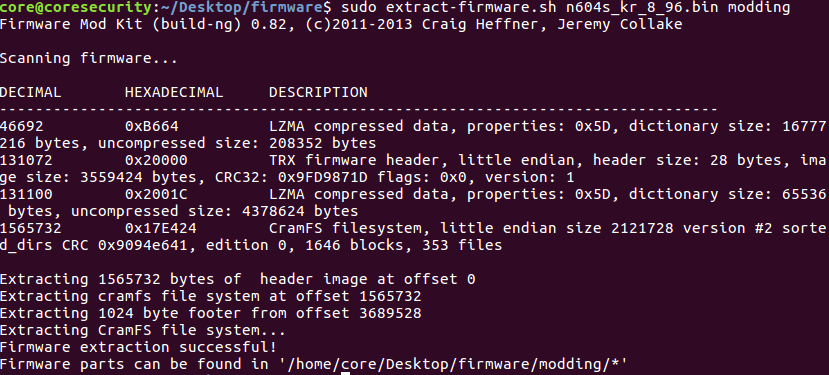 core@coresecurity:~/Desktop/firmware$ sudo extract-firmware.sh n604s_kr_8_96.bin modding
Firmware Mod Kit (build-ng) 0.82, (c)2011-2013 Craig Heffner, Jeremy Collake
Scanning firmware...
DECIMAL HEXADECIMAL DESCRIPTION
--------------------------------------------------------------------------------
46692 0xB664 LZMA compressed data, properties: 0x5D, dictionary size: 16777
216 bytes, uncompressed size: 208352 bytes
131072 0x20000 TRX firmware header, little endian, header size: 28 bytes, ima
ge size: 3559424 bytes, CRC32: 0x9FD9871D flags: 0x0, version: 1
131100 0x2001C LZMA compressed data, properties: 0x5D, dictionary size: 65536
 bytes, uncompressed size: 4378624 bytes
1565732 0x17E424 CramFS filesystem, little endian size 2121728 version #2 sorte
d_dirs CRC 0x9094e641, edition 0, 1646 blocks, 353 files
Extracting 1565732 bytes of  header image at offset 0
Extracting cramfs file system at offset 1565732
Extracting 1024 byte footer from offset 3689528
Extracting CramFS file system...
Firmware extraction successful!
Firmware parts can be found in '/home/core/Desktop/firmware/modding/*'